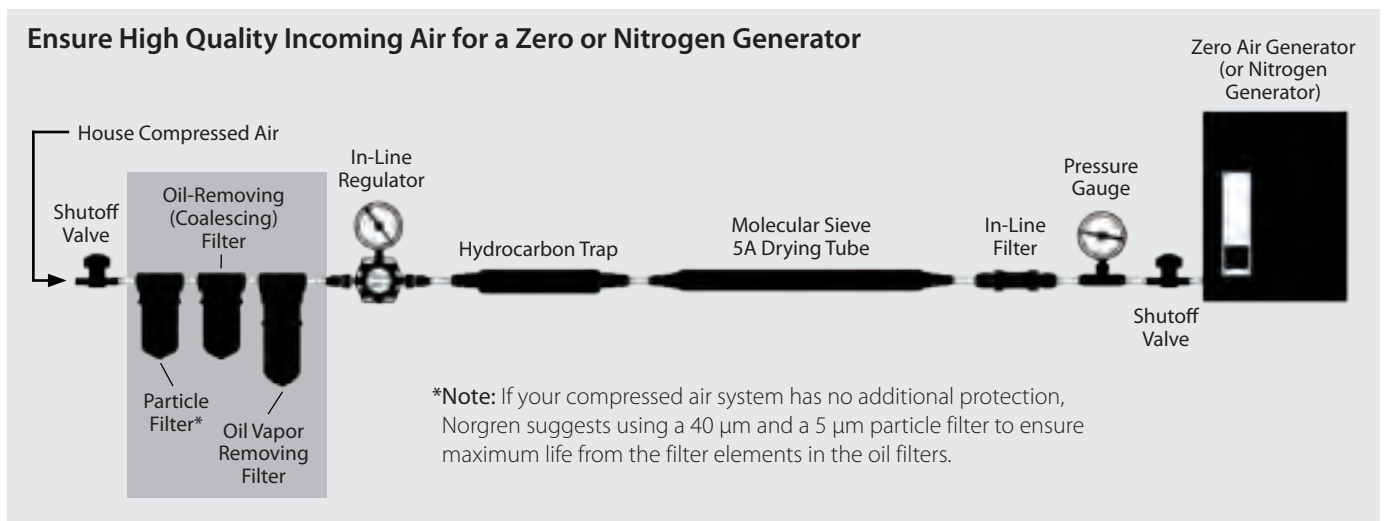 Ensure High Quality Incoming Air for a Zero or Nitrogen Generator
Zero Air Generator
(or Nitrogen
Generator)
House Compressed Air
Shutoff
Valve
Oil-Removing
(Coalescing)
Filter
In-Line
Regulator
Hydrocarbon Trap
Molecular Sieve
5A Drying Tube
In-Line
Filter
Pressure
Gauge
Shutoff
Valve
Particle
Filter*
Oil Vapor
Removing
Filter
*Note: If your compressed air system has no additional protection,
Norgren suggests using a 40 µm and a 5 µm particle filter to ensure
maximum life from the filter elements in the oil filters.